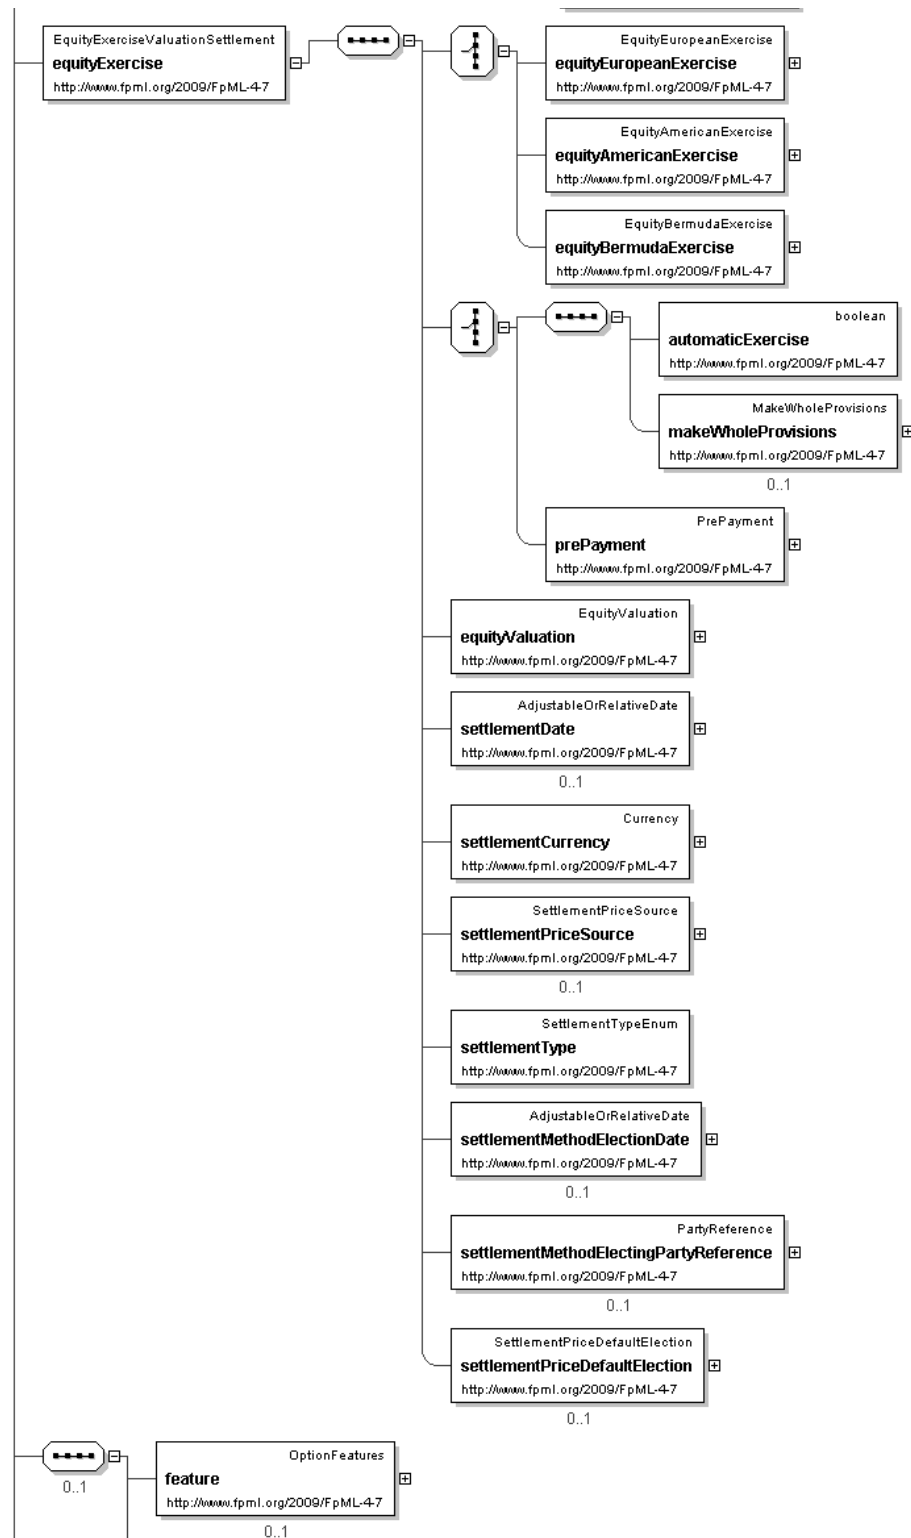 EquityExerciseValuationSettlement
equityExercise
http://www.fpml.org/2009/FpML-4-7
EquityEuropeanExercise
equityEuropeanExercise
http://www.fpml.org/2009/FpML-4-7
EquityAmericanExercise
equityAmericanExercise
http://www.fpml.org/2009/FpML-4-7
EquityBermudaExercise
equityBermudaExercise
http://www.fpml.org/2009/FpML-4-7
boolean
automaticExercise
http://www.fpml.org/2009/FpML-4-7
MakeWholeProvisions
makeWholeProvisions
http://www.fpml.org/2009/FpML-4-7
0..1
PrePayment
prePayment
http://www.fpml.org/2009/FpML-4-7
EquityValuation
equityValuation
http://www.fpml.org/2009/FpML-4-7
AdjustableOrRelativeDate
settlementDate
http://www.fpml.org/2009/FpML-4-7
0..1
Currency
settlementCurrency
http://www.fpml.org/2009/FpML-4-7
SettlementPriceSource
settlementPriceSource
http://www.fpml.org/2009/FpML-4-7
0..1
SettlementTypeEnum
settlementType
http://www.fpml.org/2009/FpML-4-7
AdjustableOrRelativeDate
settlementMethodElectionDate
http://www.fpml.org/2009/FpML-4-7
0..1
PartyReference
settlementMethodElectingPartyReference
http://www.fpml.org/2009/FpML-4-7
0..1
SettlementPriceDefaultElection
settlementPriceDefaultElection
http://www.fpml.org/2009/FpML-4-7
0..1
0..1
OptionFeatures
feature
http://www.fpml.org/2009/FpML-4-7
0..1